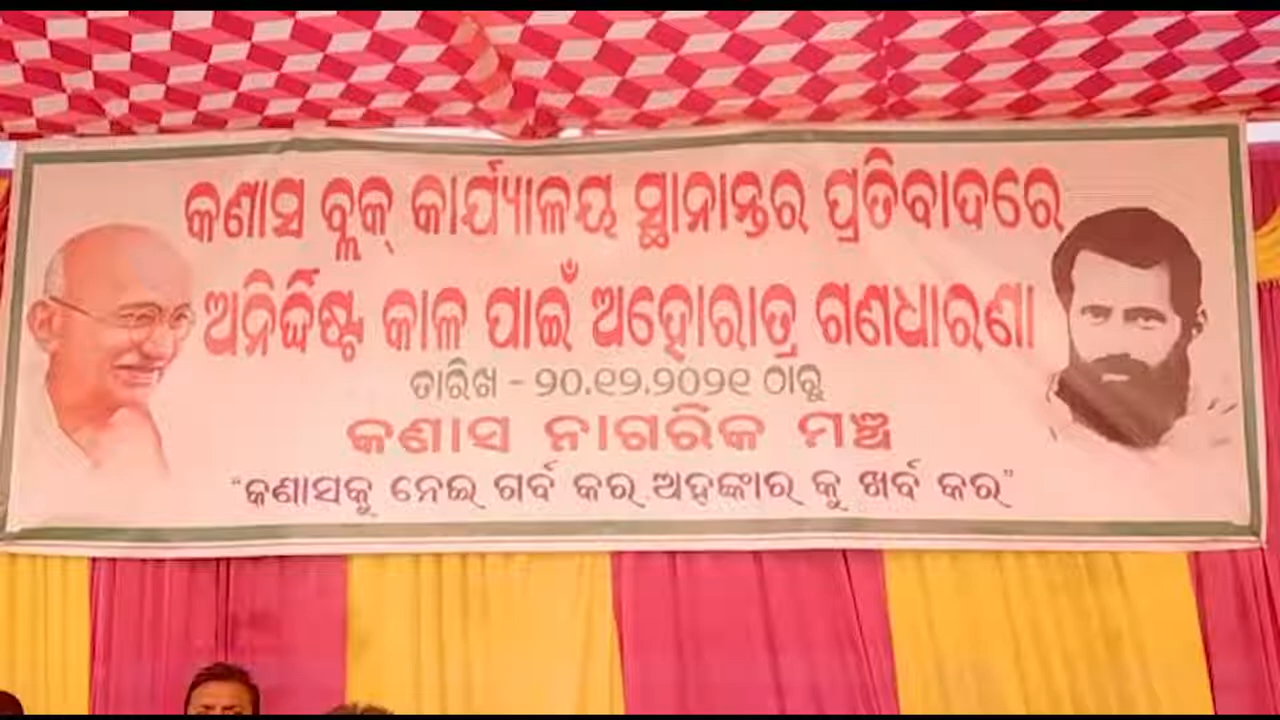 କଣାସ ବ୍ଲକ୍ କାର୍ଯ୍ୟାଳୟ ସ୍ଥାନାନ୍ତର ପ୍ରତିବାଦରେ
ଅନିର୍ଦ୍ଦିଷ୍ଟ କାଳ ପାଇଁ ଅହୋରାତ୍ର ଗଣଧାରଣା
ତାରିଖ - ୨୦.୧୨.୨୦୨୧ ଠାରୁ
କଣାସ ନାଗରିକ ମଞ୍ଚ
“କଣାସକୁ ନେଇ ଗର୍ବ କର୍ ଅହଙ୍କାର୍ କୁ ଖର୍ବ କର୍”